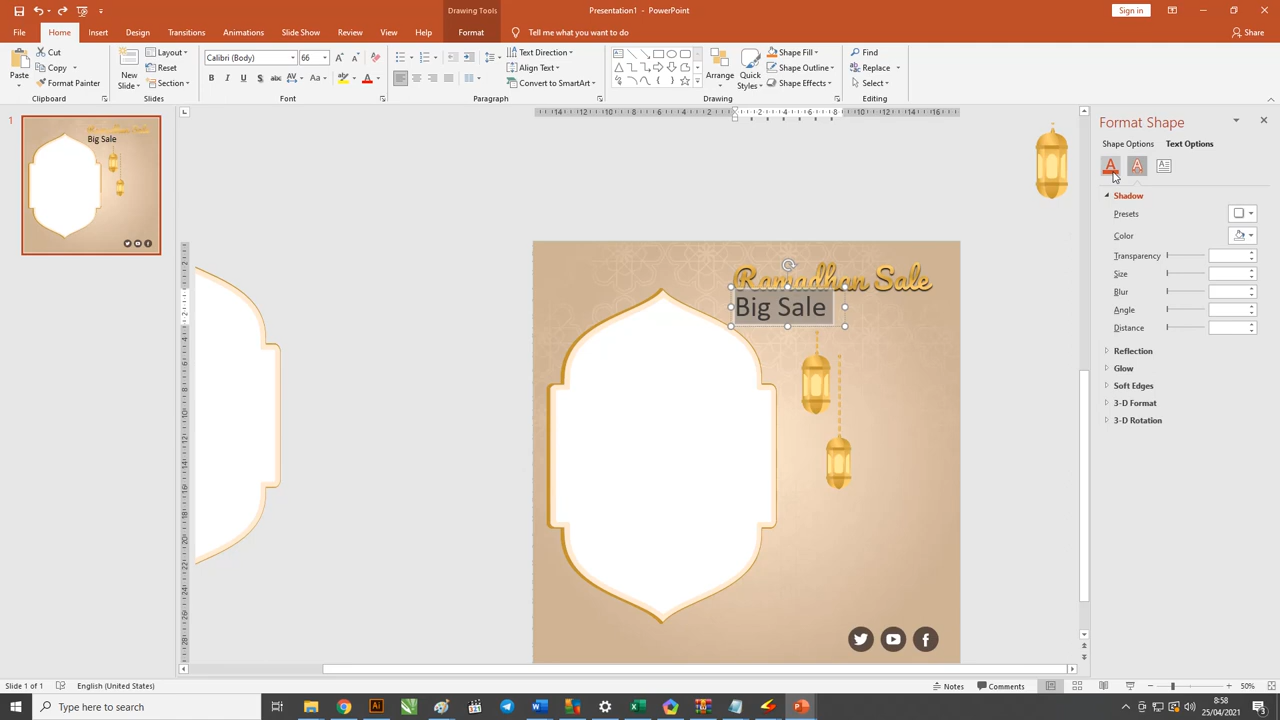 Drawing Tools
Presentation1 - PowerPoint
Sign in
File Home Insert Design Transitions Animations Slide Show Review View Help Format Tell me what you want to do Share
Paste
Cut
Copy
Format Painter
Clipboard
New Slide
Layout
Reset
Section
Slides
Calibri (Body) 66
Font
Text Direction
Align Text
Convert to SmartArt
Paragraph
Arrange
Quick Styles
Shape Fill
Shape Outline
Shape Effects
Drawing
Find
Replace
Select
Editing
1
Big Sale
Ramadhan Sale
Big Sale
Format Shape
Shape Options Text Options
Shadow
Presets
Color
Transparency
Size
Blur
Angle
Distance
Reflection
Glow
Soft Edges
3-D Format
3-D Rotation
Slide 1 of 1 English (United States) Notes Comments 50%
Type here to search
8:58
25/04/2021